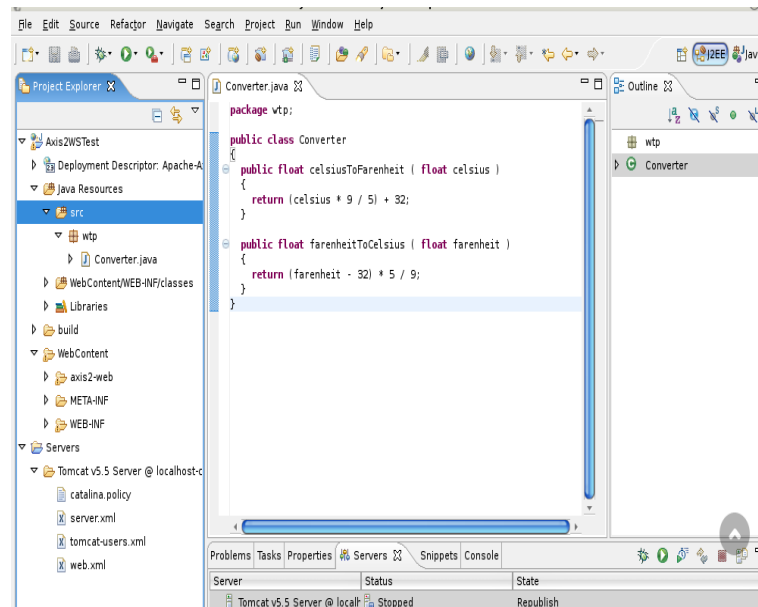 File Edit Source Refactor Navigate Search Project Run Window Help
J2EE Jav
Project Explorer
Axis2WSTest
Deployment Descriptor: Apache-A
Java Resources
src
wtp
Converter.java
WebContent/WEB-INF/classes
Libraries
build
WebContent
axis2-web
META-INF
WEB-INF
Servers
Tomcat v5.5 Server @ localhost-c
catalina.policy
server.xml
tomcat-users.xml
web.xml
Converter.java
package wtp;
public class Converter
{
public float celsiusToFarenheit ( float celsius )
{
return (celsius * 9 / 5) + 32;
}
public float farenheitToCelsius ( float farenheit )
{
return (farenheit - 32) * 5 / 9;
}
}
Outline
wtp
Converter
Problems Tasks Properties Servers Snippets Console
Server Status State
Tomcat v5.5 Server @ localh Stopped Republish